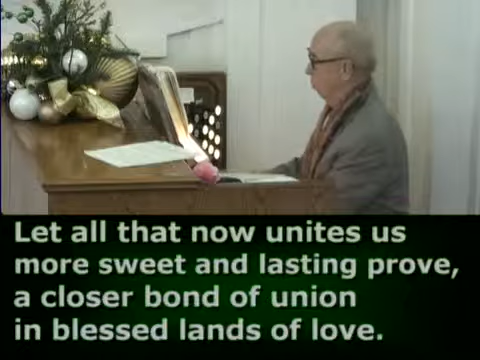 Let all that now unites us
more sweet and lasting prove,
a closer bond of union
in blessed lands of love.